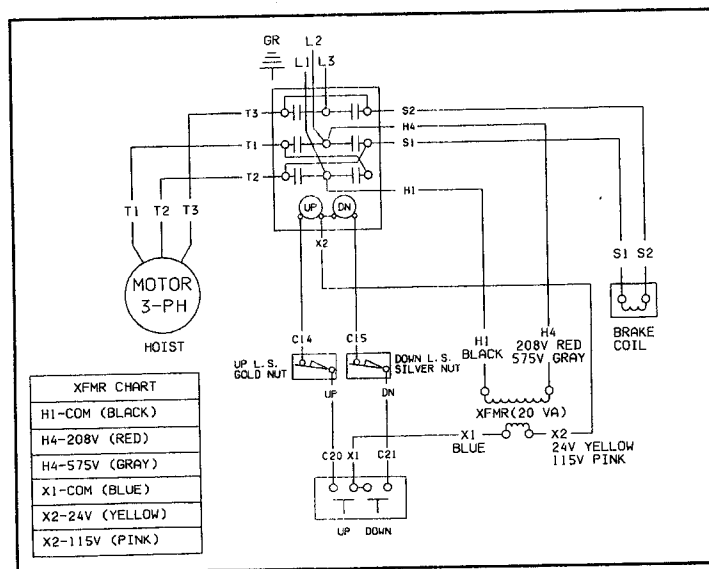 GR
L2
L1
L3
T3
S2
H4
T1
S1
T2
H1
UP
DN
X2
T1
T2
T3
MOTOR
3-PH
HOIST
S1
S2
BRAKE
COIL
C14
C15
H1
BLACK
H4
208V RED
575V GRAY
UP L.S.
GOLD NUT
DOWN L.S.
SILVER NUT
UP
DN
XFMR(20 VA)
X1
BLUE
X2
24V YELLOW
115V PINK
C20
X1
C21
UP
DOWN
XFMR CHART
H1-COM (BLACK)
H4-208V (RED)
H4-575V (GRAY)
X1-COM (BLUE)
X2-24V (YELLOW)
X2-115V (PINK)